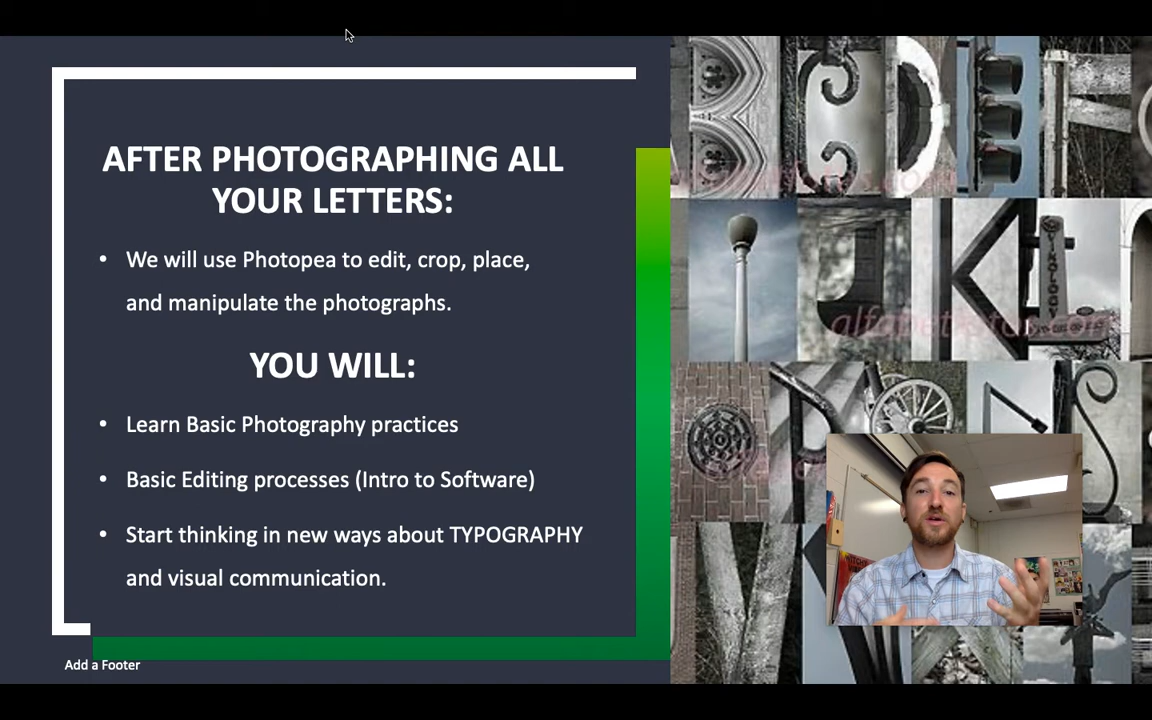 AFTER PHOTOGRAPHING ALL
YOUR LETTERS:
• We will use Photopea to edit, crop, place,
and manipulate the photographs.
YOU WILL:
• Learn Basic Photography practices
• Basic Editing processes (Intro to Software)
• Start thinking in new ways about TYPOGRAPHY
and visual communication.
Add a Footer